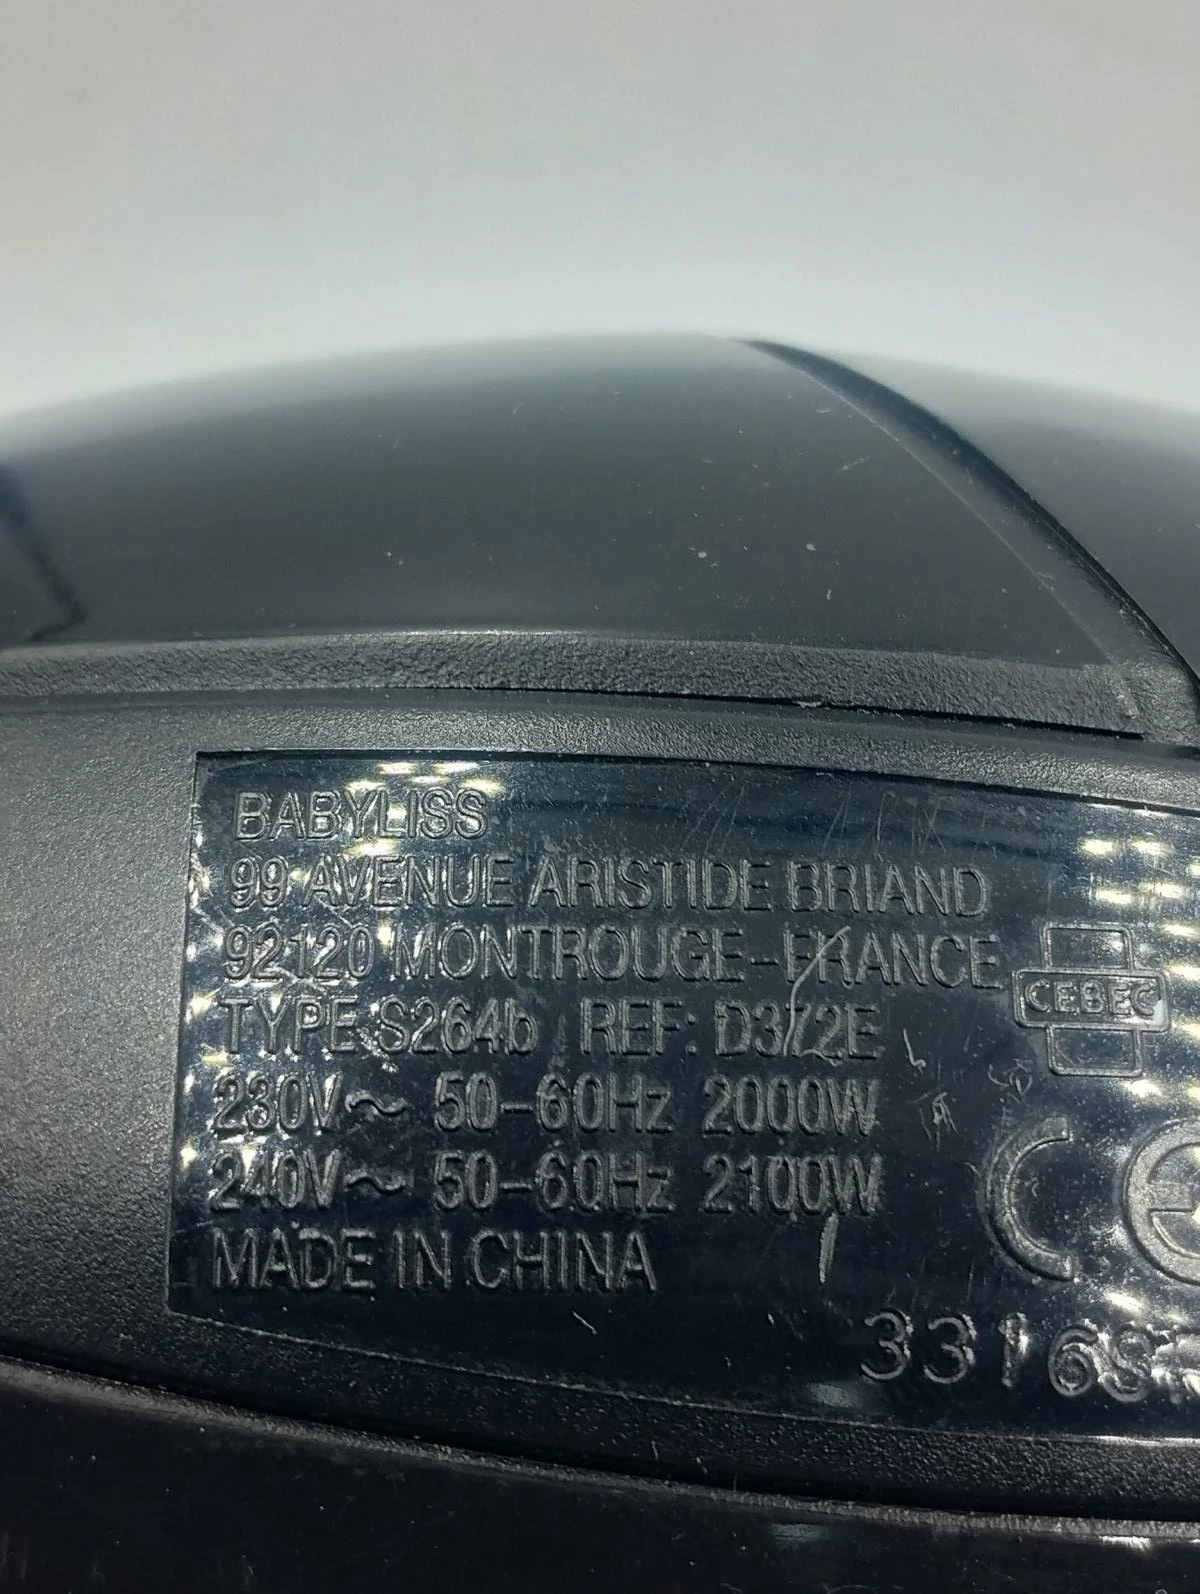 BABYLISS
99 AVENUE ARISTIDE BRIAND
92120 MONTROUGE-FRANCE
TYPE S264b REF: D372E
230V~ 50-60Hz 2000W
240V~ 50-60Hz 2100W
MADE IN CHINA
CEBEC
CE